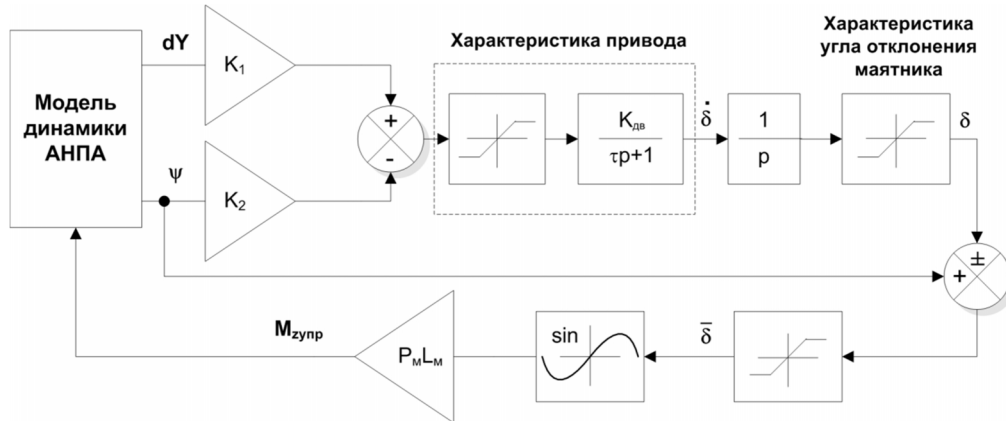 Модель
динамики
АНПА
dY
K₁
ψ
K₂
+
-
Характеристика привода
Kдв
τp+1
δ̇
1
p
Характеристика
угла отклонения
маятника
δ
±
+
δ̅
sin
PмLм
Mzупр